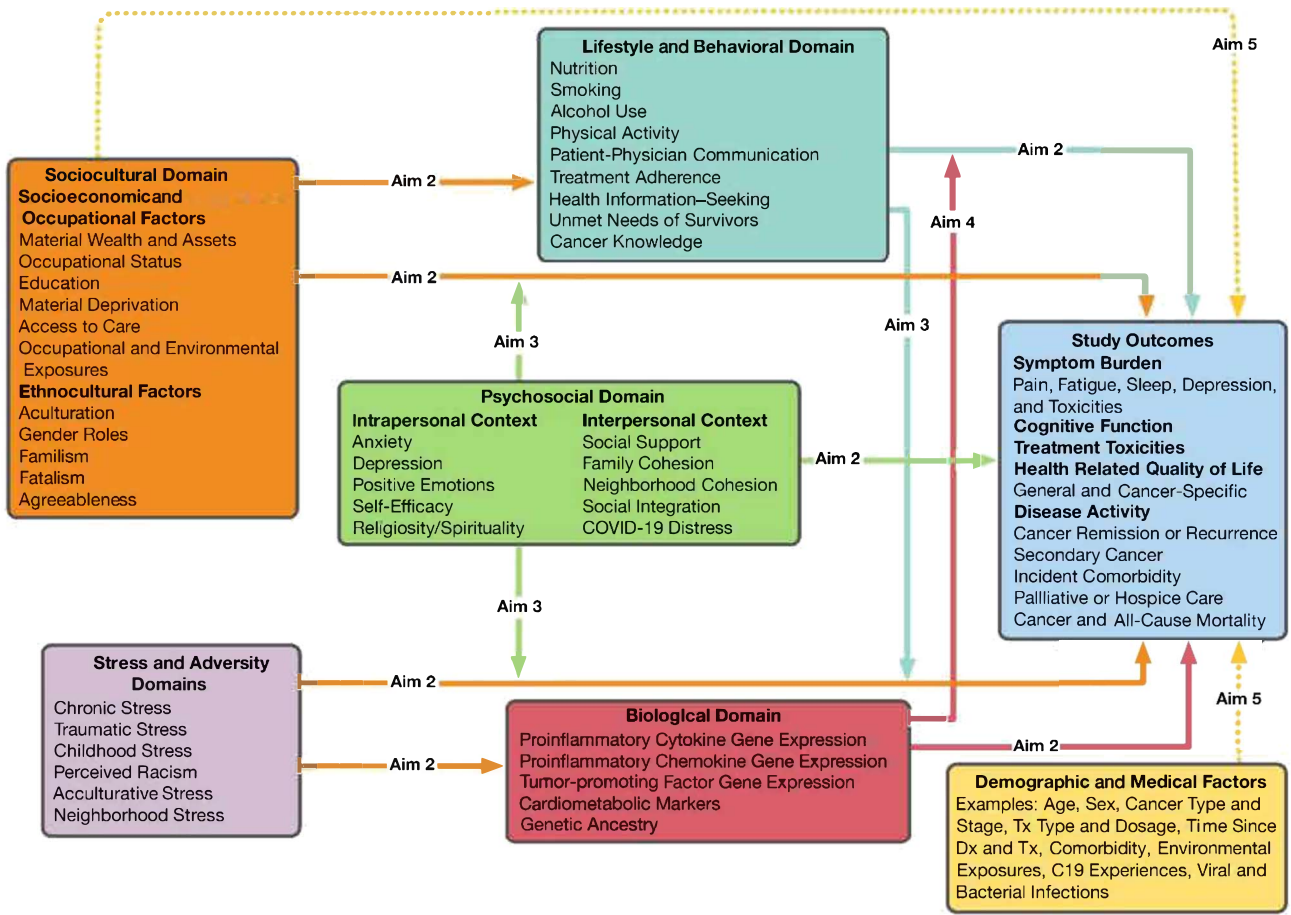 Aim 5
Lifestyle and Behavioral Domain
Nutrition
Smoking
Alcohol Use
Physical Activity
Patient-Physician Communication
Treatment Adherence
Health Information–Seeking
Unmet Needs of Survivors
Cancer Knowledge
Sociocultural Domain
Socioeconomicand
Occupational Factors
Material Wealth and Assets
Occupational Status
Education
Material Deprivation
Access to Care
Occupational and Environmental
Exposures
Ethnocultural Factors
Aculturation
Gender Roles
Familism
Fatalism
Agreeableness
Aim 2
Aim 2
Aim 2
Aim 4
Aim 3
Aim 3
Psychosocial Domain
Intrapersonal Context
Anxiety
Depression
Positive Emotions
Self-Efficacy
Religiosity/Spirituality
Interpersonal Context
Social Support
Family Cohesion
Neighborhood Cohesion
Social Integration
COVID-19 Distress
Aim 2
Study Outcomes
Symptom Burden
Pain, Fatigue, Sleep, Depression,
and Toxicities
Cognitive Function
Treatment Toxicities
Health Related Quality of Life
General and Cancer-Specific
Disease Activity
Cancer Remission or Recurrence
Secondary Cancer
Incident Comorbidity
Pallliative or Hospice Care
Cancer and All-Cause Mortality
Aim 3
Stress and Adversity
Domains
Chronic Stress
Traumatic Stress
Childhood Stress
Perceived Racism
Acculturative Stress
Neighborhood Stress
Aim 2
Aim 2
Biologlcal Domain
Proinflammatory Cytokine Gene Expression
Proinflammatory Chemokine Gene Expression
Tumor-promoting Factor Gene Expression
Cardiometabolic Markers
Genetic Ancestry
Aim 2
Aim 5
Demographic and Medical Factors
Examples: Age, Sex, Cancer Type and
Stage, Tx Type and Dosage, Time Since
Dx and Tx, Comorbidity, Environmental
Exposures, C19 Experiences, Viral and
Bacterial Infections